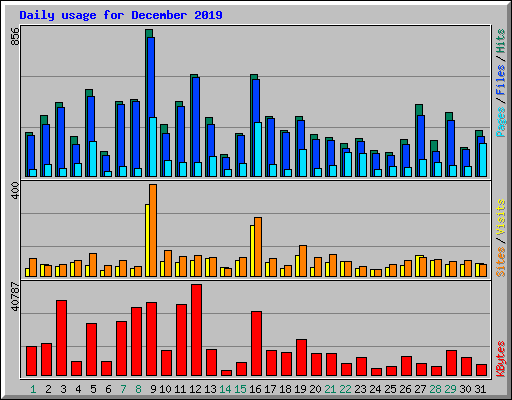 Daily usage for December 2019
856
Pages / Files / Hits
400
Sites / Visits
40787
KBytes
1 2 3 4 5 6 7 8 9 10 11 12 13 14 15 16 17 18 19 20 21 22 23 24 25 26 27 28 29 30 31